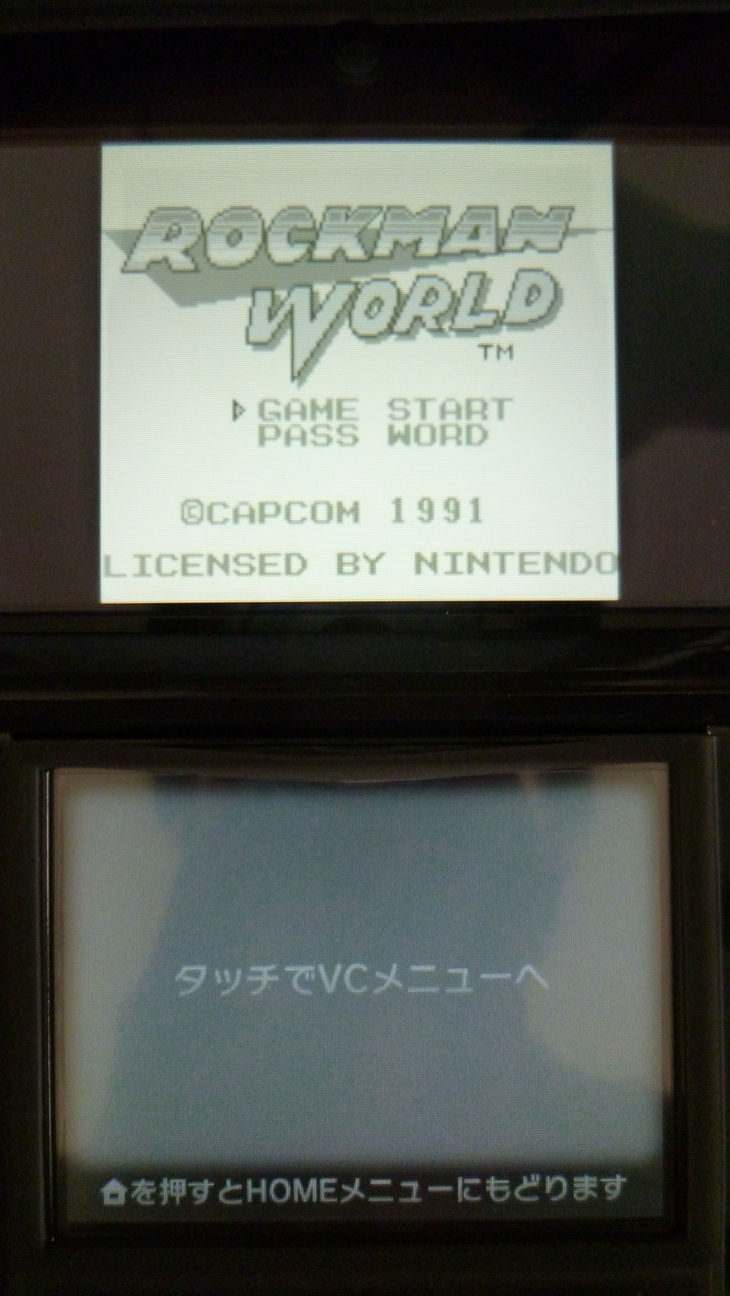 ROCKMAN
WORLD
TM
GAME START
PASS WORD
©CAPCOM 1991
LICENSED BY NINTENDO
タッチでVCメニューへ
を押すとHOMEメニューにもどります